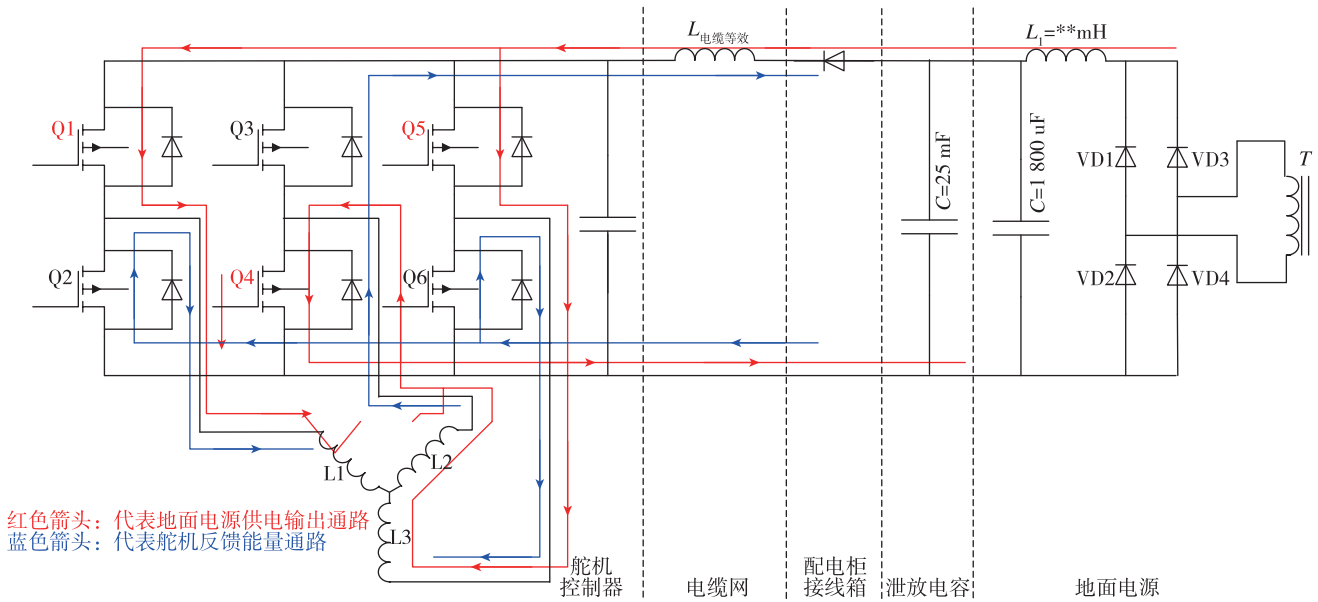 L电缆等效
L₁=**mH
Q1
Q3
Q5
C=25 mF
C=1 800 uF
VD1
VD3
T
Q2
Q4
Q6
VD2
VD4
L1
L2
L3
红色箭头：代表地面电源供电输出通路
蓝色箭头：代表舵机反馈能量通路
舵机
控制器
电缆网
配电柜
接线箱
泄放电容
地面电源